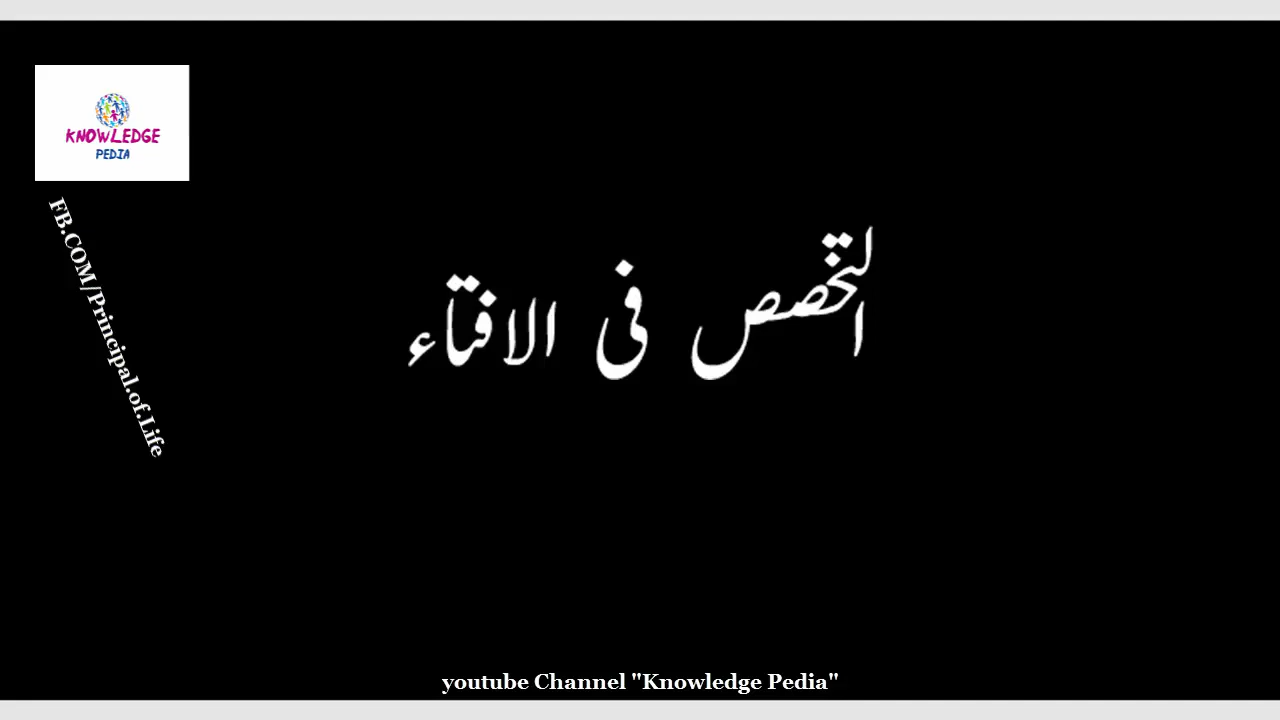 KNOWLEDGE
PEDIA
FB.COM/Principal.of.Life
التخصص فی الافتاء
youtube Channel "Knowledge Pedia"